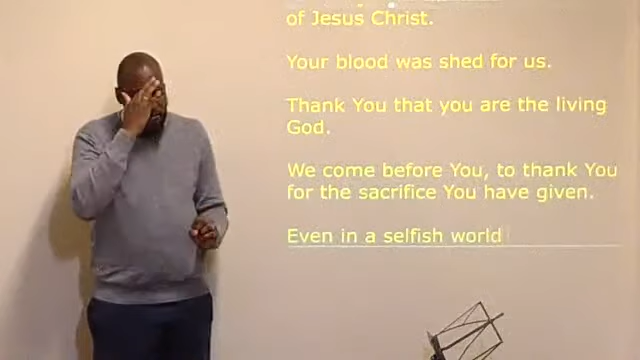 of Jesus Christ.
Your blood was shed for us.
Thank You that you are the living
God.
We come before You, to thank You
for the sacrifice You have given.
Even in a selfish world